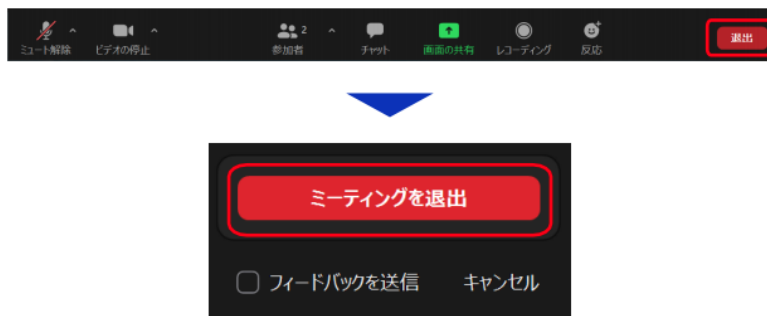 2
ミュート解除 ビデオの停止 参加者 チャット 画面の共有 レコーディング 反応 退出
ミーティングを退出
フィードバックを送信 キャンセル